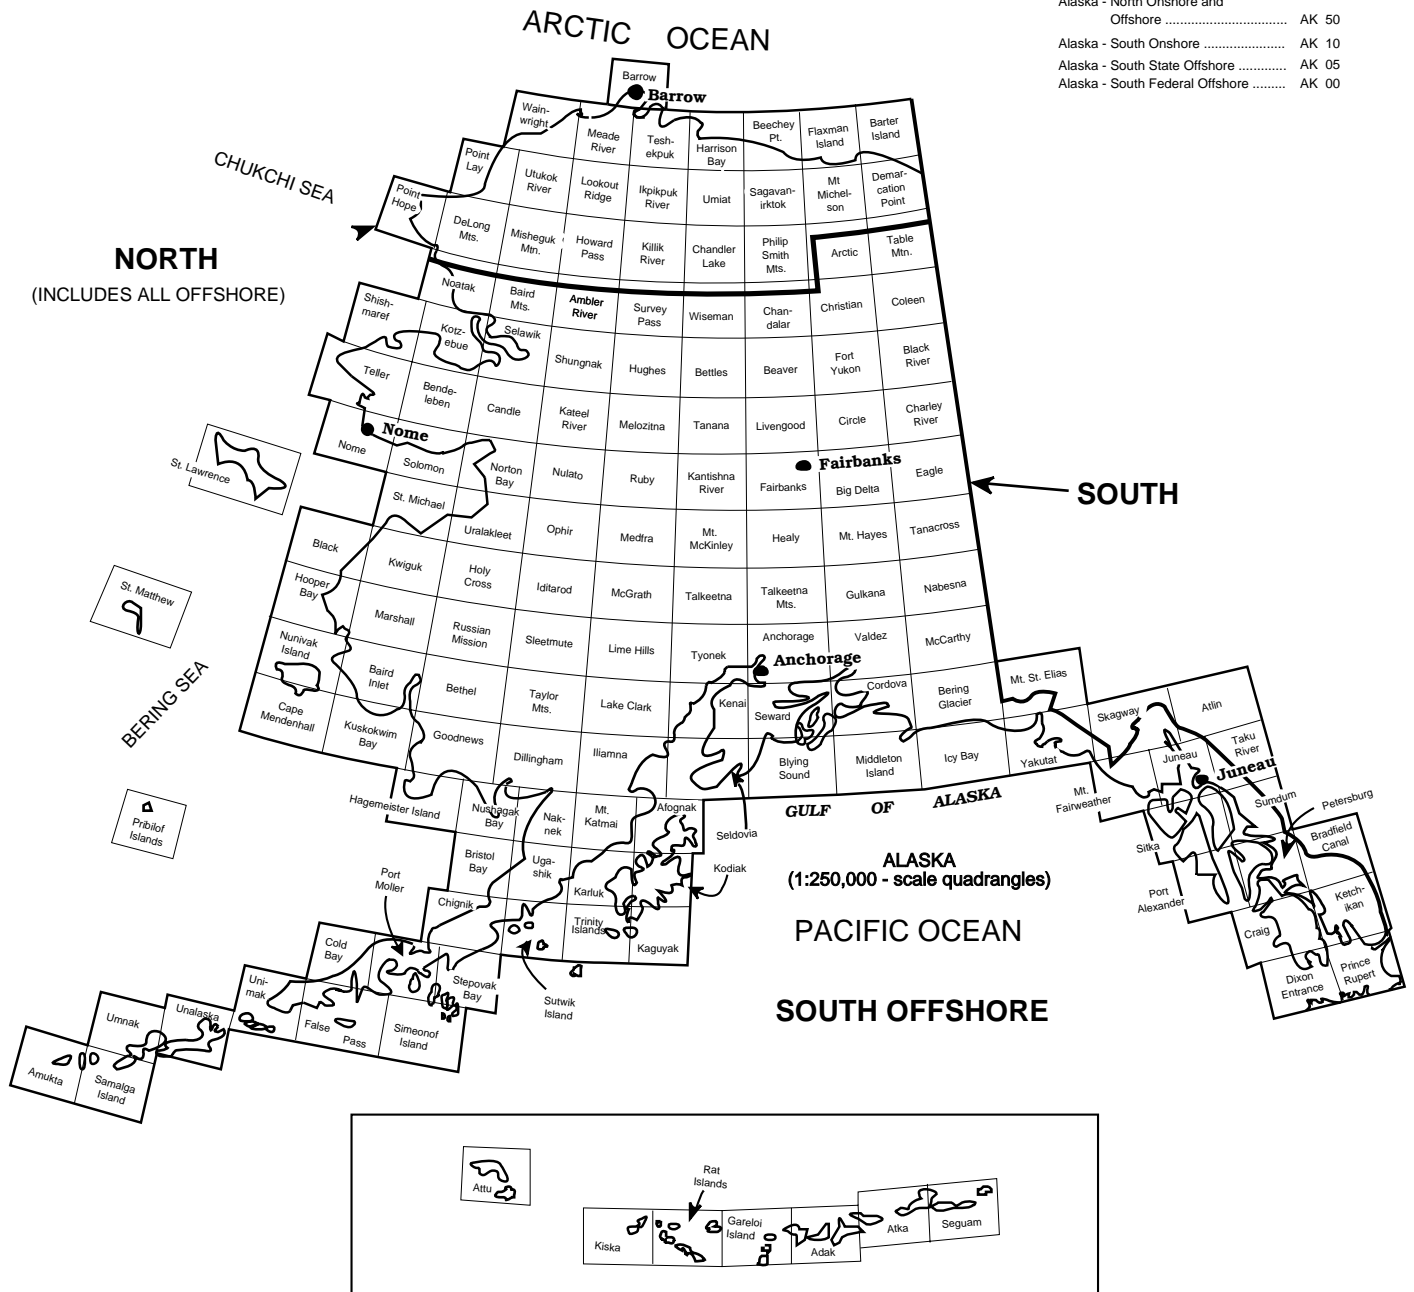 Alaska - North Onshore and
Offshore .................................. AK 50
Alaska - South Onshore ...................... AK 10
Alaska - South State Offshore ............. AK 05
Alaska - South Federal Offshore ......... AK 00
ARCTIC OCEAN
CHUKCHI SEA
NORTH
(INCLUDES ALL OFFSHORE)
Barrow
Barrow
Wain-
wright
Meade
River
Tesh-
ekpuk
Harrison
Bay
Beechey
Pt.
Flaxman
Island
Barter
Island
Point
Lay
Utukok
River
Lookout
Ridge
Ikpikpuk
River
Umiat
Sagavan-
irktok
Mt
Michel-
son
Demar-
cation
Point
Point
Hope
DeLong
Mts.
Misheguk
Mtn.
Howard
Pass
Killik
River
Chandler
Lake
Philip
Smith
Mts.
Arctic
Table
Mtn.
Noatak
Baird
Mts.
Ambler
River
Survey
Pass
Wiseman
Chan-
dalar
Christian
Coleen
Shish-
maref
Kotz-
ebue
Selawik
Shungnak
Hughes
Bettles
Beaver
Fort
Yukon
Black
River
Teller
Bende-
leben
Candle
Kateel
River
Melozitna
Tanana
Livengood
Circle
Charley
River
Nome
Nome
Solomon
Norton
Bay
Nulato
Ruby
Kantishna
River
Fairbanks
Fairbanks
Big Delta
Eagle
SOUTH
St. Lawrence
St. Michael
Uralakleet
Ophir
Medfra
Mt.
McKinley
Healy
Mt. Hayes
Tanacross
Black
Kwiguk
Holy
Cross
Iditarod
McGrath
Talkeetna
Talkeetna
Mts.
Gulkana
Nabesna
St. Matthew
Hooper
Bay
Marshall
Russian
Mission
Sleetmute
Lime Hills
Tyonek
Anchorage
Anchorage
Valdez
McCarthy
BERING SEA
Nunivak
Island
Baird
Inlet
Bethel
Taylor
Mts.
Lake Clark
Kenai
Seward
Cordova
Bering
Glacier
Mt. St. Elias
Cape
Mendenhall
Kuskokwim
Bay
Goodnews
Dillingham
Iliamna
Seldovia
Blying
Sound
Middleton
Island
Icy Bay
Yakutat
Skagway
Atlin
Mt.
Fairweather
Juneau
Juneau
Taku
River
GULF OF ALASKA
Pribilof
Islands
Hagemeister Island
Nushagak
Bay
Nak-
nek
Mt.
Katmai
Afognak
Sitka
Sumdum
Petersburg
Bradfield
Canal
ALASKA
(1:250,000 - scale quadrangles)
Bristol
Bay
Uga-
shik
Karluk
Kodiak
Port
Alexander
Ketch-
ikan
Port
Moller
Chignik
Trinity
Islands
Kaguyak
Craig
Dixon
Entrance
Prince
Rupert
PACIFIC OCEAN
SOUTH OFFSHORE
Cold
Bay
Stepovak
Bay
Sutwik
Island
Uni-
mak
False
Pass
Simeonof
Island
Umnak
Unalaska
Amukta
Samalga
Island
Attu
Rat
Islands
Kiska
Gareloi
Island
Adak
Atka
Seguam